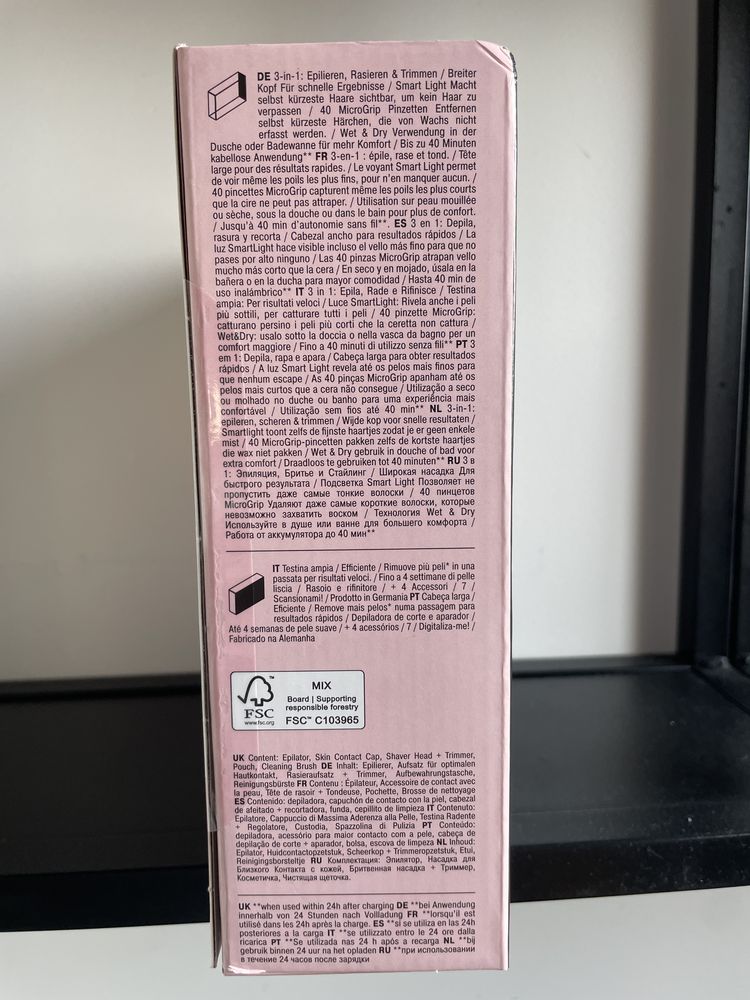 DE 3-in-1: Epilieren, Rasieren & Trimmen / Breiter
Kopf Für schnelle Ergebnisse / Smart Light Macht
selbst kürzeste Haare sichtbar, um kein Haar zu
verpassen / 40 MicroGrip Pinzetten Entfernen
selbst kürzeste Härchen, die von Wachs nicht
erfasst werden. / Wet & Dry Verwendung in der
Dusche oder Badewanne für mehr Komfort / Bis zu 40 Minuten
kabellose Anwendung** FR 3-en-1 : épile, rase et tond. / Tête
large pour des résultats rapides. / Le voyant Smart Light permet
de voir même les poils les plus fins, pour n'en manquer aucun. /
40 pincettes MicroGrip capturent même les poils les plus courts
que la cire ne peut pas attraper. / Utilisation sur peau mouillée
ou sèche, sous la douche ou dans le bain pour plus de confort.
/ Jusqu'à 40 min d'autonomie sans fil**. ES 3 en 1: Depila,
rasura y recorta / Cabezal ancho para resultados rápidos / La
luz SmartLight hace visible incluso el vello más fino para que no
pases por alto ninguno / Las 40 pinzas MicroGrip atrapan vello
mucho más corto que la cera / En seco y en mojado, úsala en la
bañera o en la ducha para mayor comodidad / Hasta 40 min de
uso inalámbrico** IT 3 in 1: Epila, Rade e Rifinisce / Testina
ampia: Per risultati veloci / Luce SmartLight: Rivela anche i peli
più sottili, per catturare tutti i peli / 40 pinzette MicroGrip:
catturano persino i peli più corti che la ceretta non cattura /
Wet&Dry: usalo sotto la doccia o nella vasca da bagno per un
comfort maggiore / Fino a 40 minuti di utilizzo senza fili** PT 3
em 1: Depila, rapa e apara / Cabeça larga para obter resultados
rápidos / A luz Smart Light revela até os pelos mais finos para
que nenhum escape / As 40 pinças MicroGrip apanham até os
pelos mais curtos que a cera não consegue / Utilização a seco
ou molhado no duche ou banho para uma experiência mais
confortável / Utilização sem fios até 40 min** NL 3-in-1:
epileren, scheren & trimmen / Wijde kop voor snelle resultaten /
Smartlight toont zelfs de fijnste haartjes zodat je er geen enkele
mist / 40 MicroGrip-pincetten pakken zelfs de kortste haartjes
die wax niet pakken / Wet & Dry gebruik in douche of bad voor
extra comfort / Draadloos te gebruiken tot 40 minuten** RU 3 в
1: Эпиляция, Бритье и Стайлинг / Широкая насадка Для
быстрого результата / Подсветка Smart Light Позволяет не
пропустить даже самые тонкие волоски / 40 пинцетов
MicroGrip Удаляют даже самые короткие волоски, которые
невозможно захватить воском / Технология Wet & Dry
Используйте в душе или ванне для большего комфорта /
Работа от аккумулятора до 40 мин**
IT Testina ampia / Efficiente / Rimuove più peli* in una
passata per risultati veloci. / Fino a 4 settimane di pelle
liscia / Rasoio e rifinitore / + 4 Accessori / 7 /
Scansionami! / Prodotto in Germania PT Cabeça larga /
Eficiente / Remove mais pelos* numa passagem para
resultados rápidos / Depiladora de corte e aparador /
Até 4 semanas de pele suave / + 4 acessórios / 7 / Digitaliza-me! /
Fabricado na Alemanha
FSC
www.fsc.org
MIX
Board | Supporting
responsible forestry
FSC™ C103965
UK Content: Epilator, Skin Contact Cap, Shaver Head + Trimmer,
Pouch, Cleaning Brush DE Inhalt: Epilierer, Aufsatz für optimalen
Hautkontakt, Rasieraufsatz + Trimmer, Aufbewahrungstasche,
Reinigungsbürste FR Contenu : Épilateur, Accessoire de contact avec
la peau, Tête de rasoir + Tondeuse, Pochette, Brosse de nettoyage
ES Contenido: depiladora, capuchón de contacto con la piel, cabezal
de afeitado + recortadora, funda, cepillito de limpieza IT Contenuto:
Epilatore, Cappuccio di Massima Aderenza alla Pelle, Testina Radente
+ Regolatore, Custodia, Spazzolina di Pulizia PT Conteúdo:
depiladora, acessório para maior contacto com a pele, cabeça de
depilação de corte + aparador, bolsa, escova de limpeza NL Inhoud:
Epilator, Huidcontactopzetstuk, Scheerkop + Trimmeropzetstuk, Etui,
Reinigingsborsteltje RU Комплектация: Эпилятор, Насадка для
Близкого Контакта с кожей, Бритвенная насадка + Триммер,
Косметичка, Чистящая щеточка.
UK **when used within 24h after charging DE **bei Anwendung
innerhalb von 24 Stunden nach Vollladung FR **lorsqu'il est
utilisé dans les 24h après la charge. ES **si se utiliza en las 24h
posteriores a la carga IT **se utilizzato entro le 24 ore dalla
ricarica PT **Se utilizada nas 24 h após a recarga NL **bij
gebruik binnen 24 uur na het opladen RU **при использовании
в течение 24 часов после зарядки